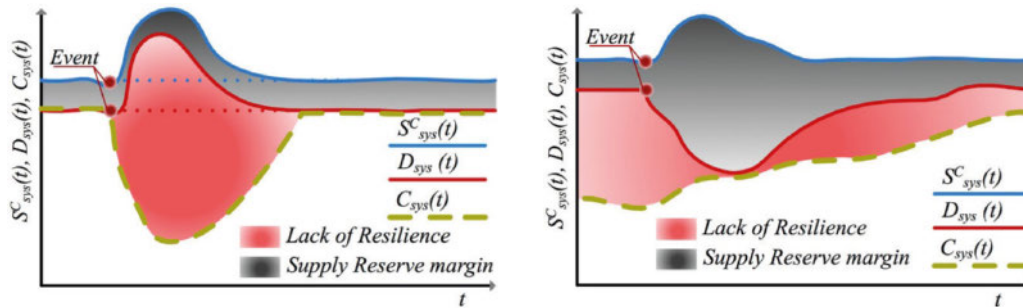 S^C_sys(t), D_sys(t), C_sys(t)
Event
S^C_sys(t)
D_sys (t)
C_sys(t)
Lack of Resilience
Supply Reserve margin
t
S^C_sys(t), D_sys(t), C_sys(t)
Event
S^C_sys(t)
Lack of Resilience
D_sys (t)
Supply Reserve margin
C_sys(t)
t